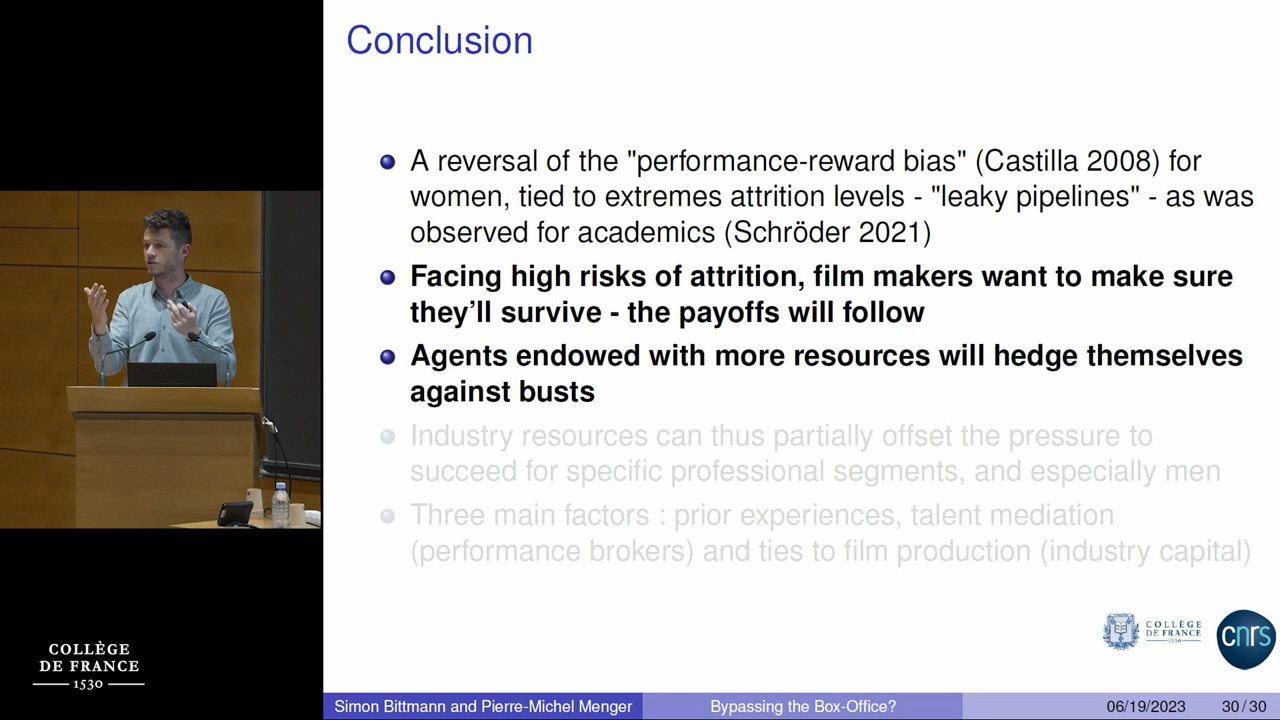 Conclusion
A reversal of the "performance-reward bias" (Castilla 2008) for
women, tied to extremes attrition levels - "leaky pipelines" - as was
observed for academics (Schröder 2021)
Facing high risks of attrition, film makers want to make sure
they'll survive - the payoffs will follow
Agents endowed with more resources will hedge themselves
against busts
Industry resources can thus partially offset the pressure to
succeed for specific professional segments, and especially men
Three main factors : prior experiences, talent mediation
(performance brokers) and ties to film production (industry capital)
COLLÈGE
DE FRANCE
1530
COLLÈGE
DE FRANCE
1530
cnrs
Simon Bittmann and Pierre-Michel Menger
Bypassing the Box-Office?
06/19/2023
30/30